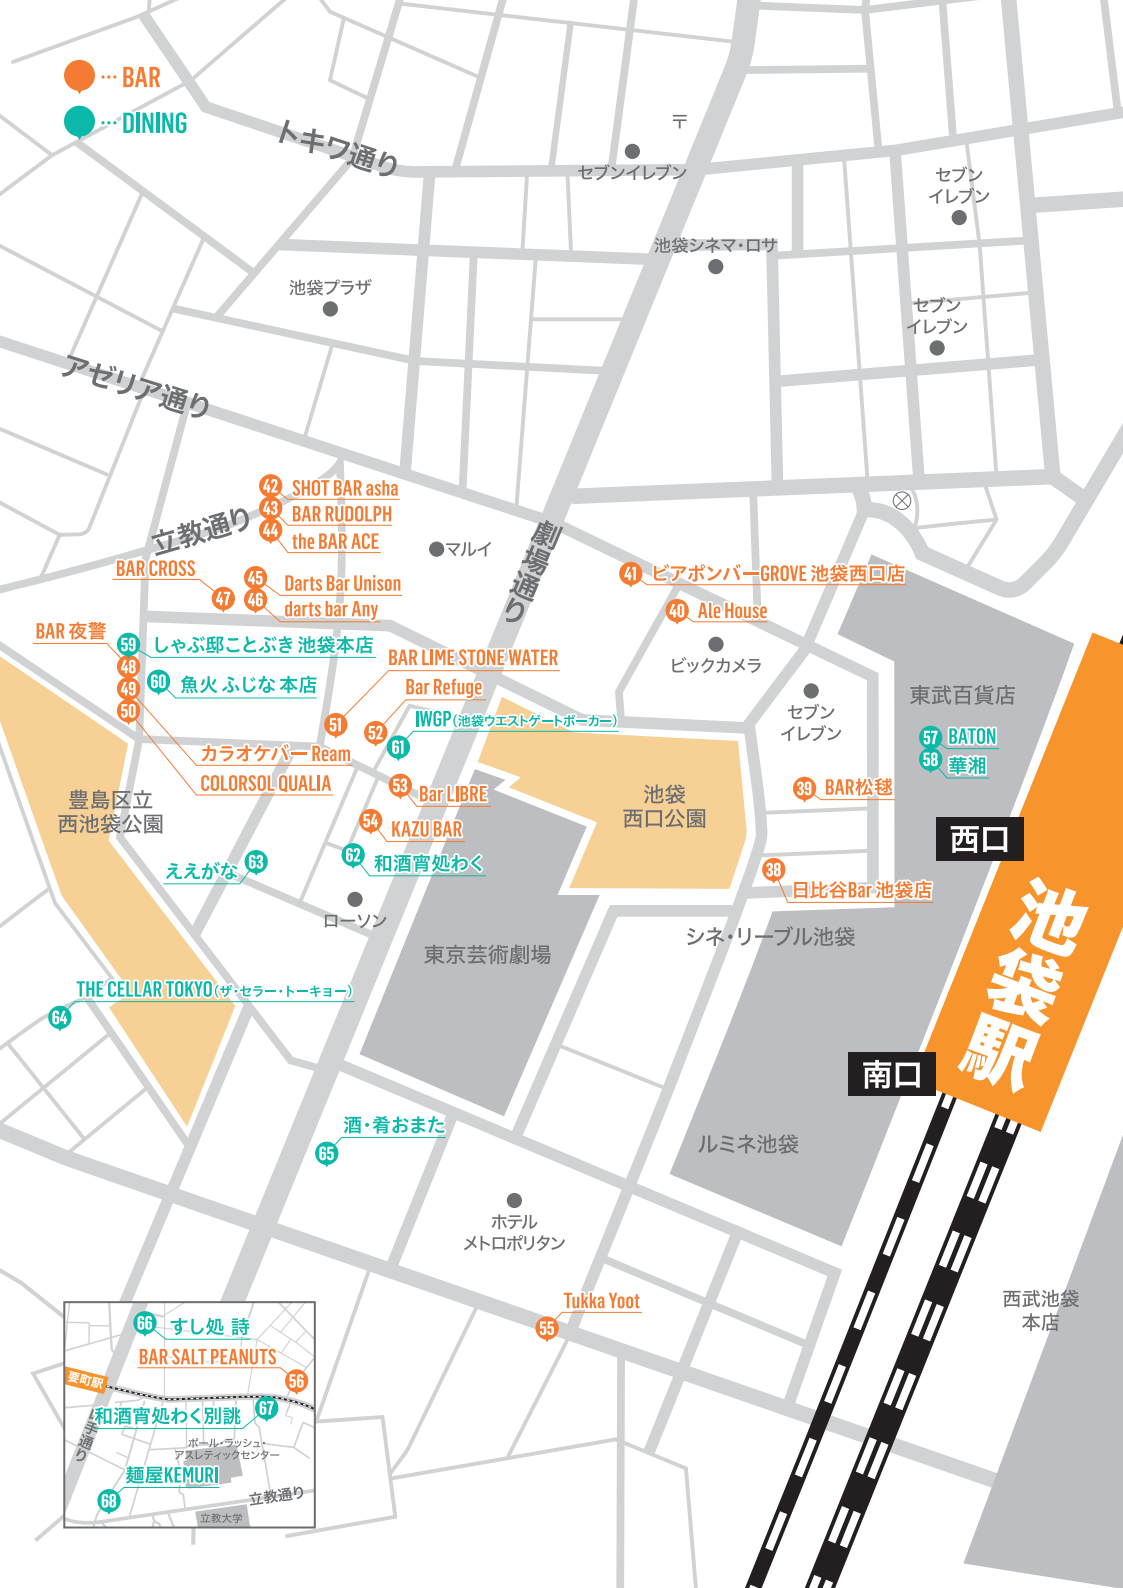 … BAR
… DINING
〒
トキワ通り
セブンイレブン
セブン
イレブン
池袋シネマ・ロサ
池袋プラザ
セブン
イレブン
アゼリア通り
42 SHOT BAR asha
43 BAR RUDOLPH
44 the BAR ACE
立教通り
マルイ
劇場通り
BAR CROSS
47
45 Darts Bar Unison
46 darts bar Any
41 ビアポンバーGROVE 池袋西口店
40 Ale House
ビックカメラ
BAR 夜警
48
59 しゃぶ邸ことぶき 池袋本店
60 魚火 ふじな 本店
49
50
カラオケバー Ream
COLORSOL QUALIA
BAR LIME STONE WATER
51
Bar Refuge
52
IWGP(池袋ウエストゲートポーカー)
61
セブン
イレブン
東武百貨店
57 BATON
58 華湘
39 BAR松毬
53 Bar LIBRE
54 KAZU BAR
62 和酒宵処わく
豊島区立
西池袋公園
池袋
西口公園
西口
池袋駅
南口
38
日比谷Bar 池袋店
ええがな 63
ローソン
東京芸術劇場
シネ・リーブル池袋
THE CELLAR TOKYO(ザ・セラー・トーキョー)
64
酒・肴おまた
65
ルミネ池袋
ホテル
メトロポリタン
Tukka Yoot
55
西武池袋
本店
66 すし処 詩
BAR SALT PEANUTS
56
要町駅
和酒宵処わく別誂
67
通り
ポール・ラッシュ・
アスレティックセンター
麺屋KEMURI
68
立教通り
立教大学